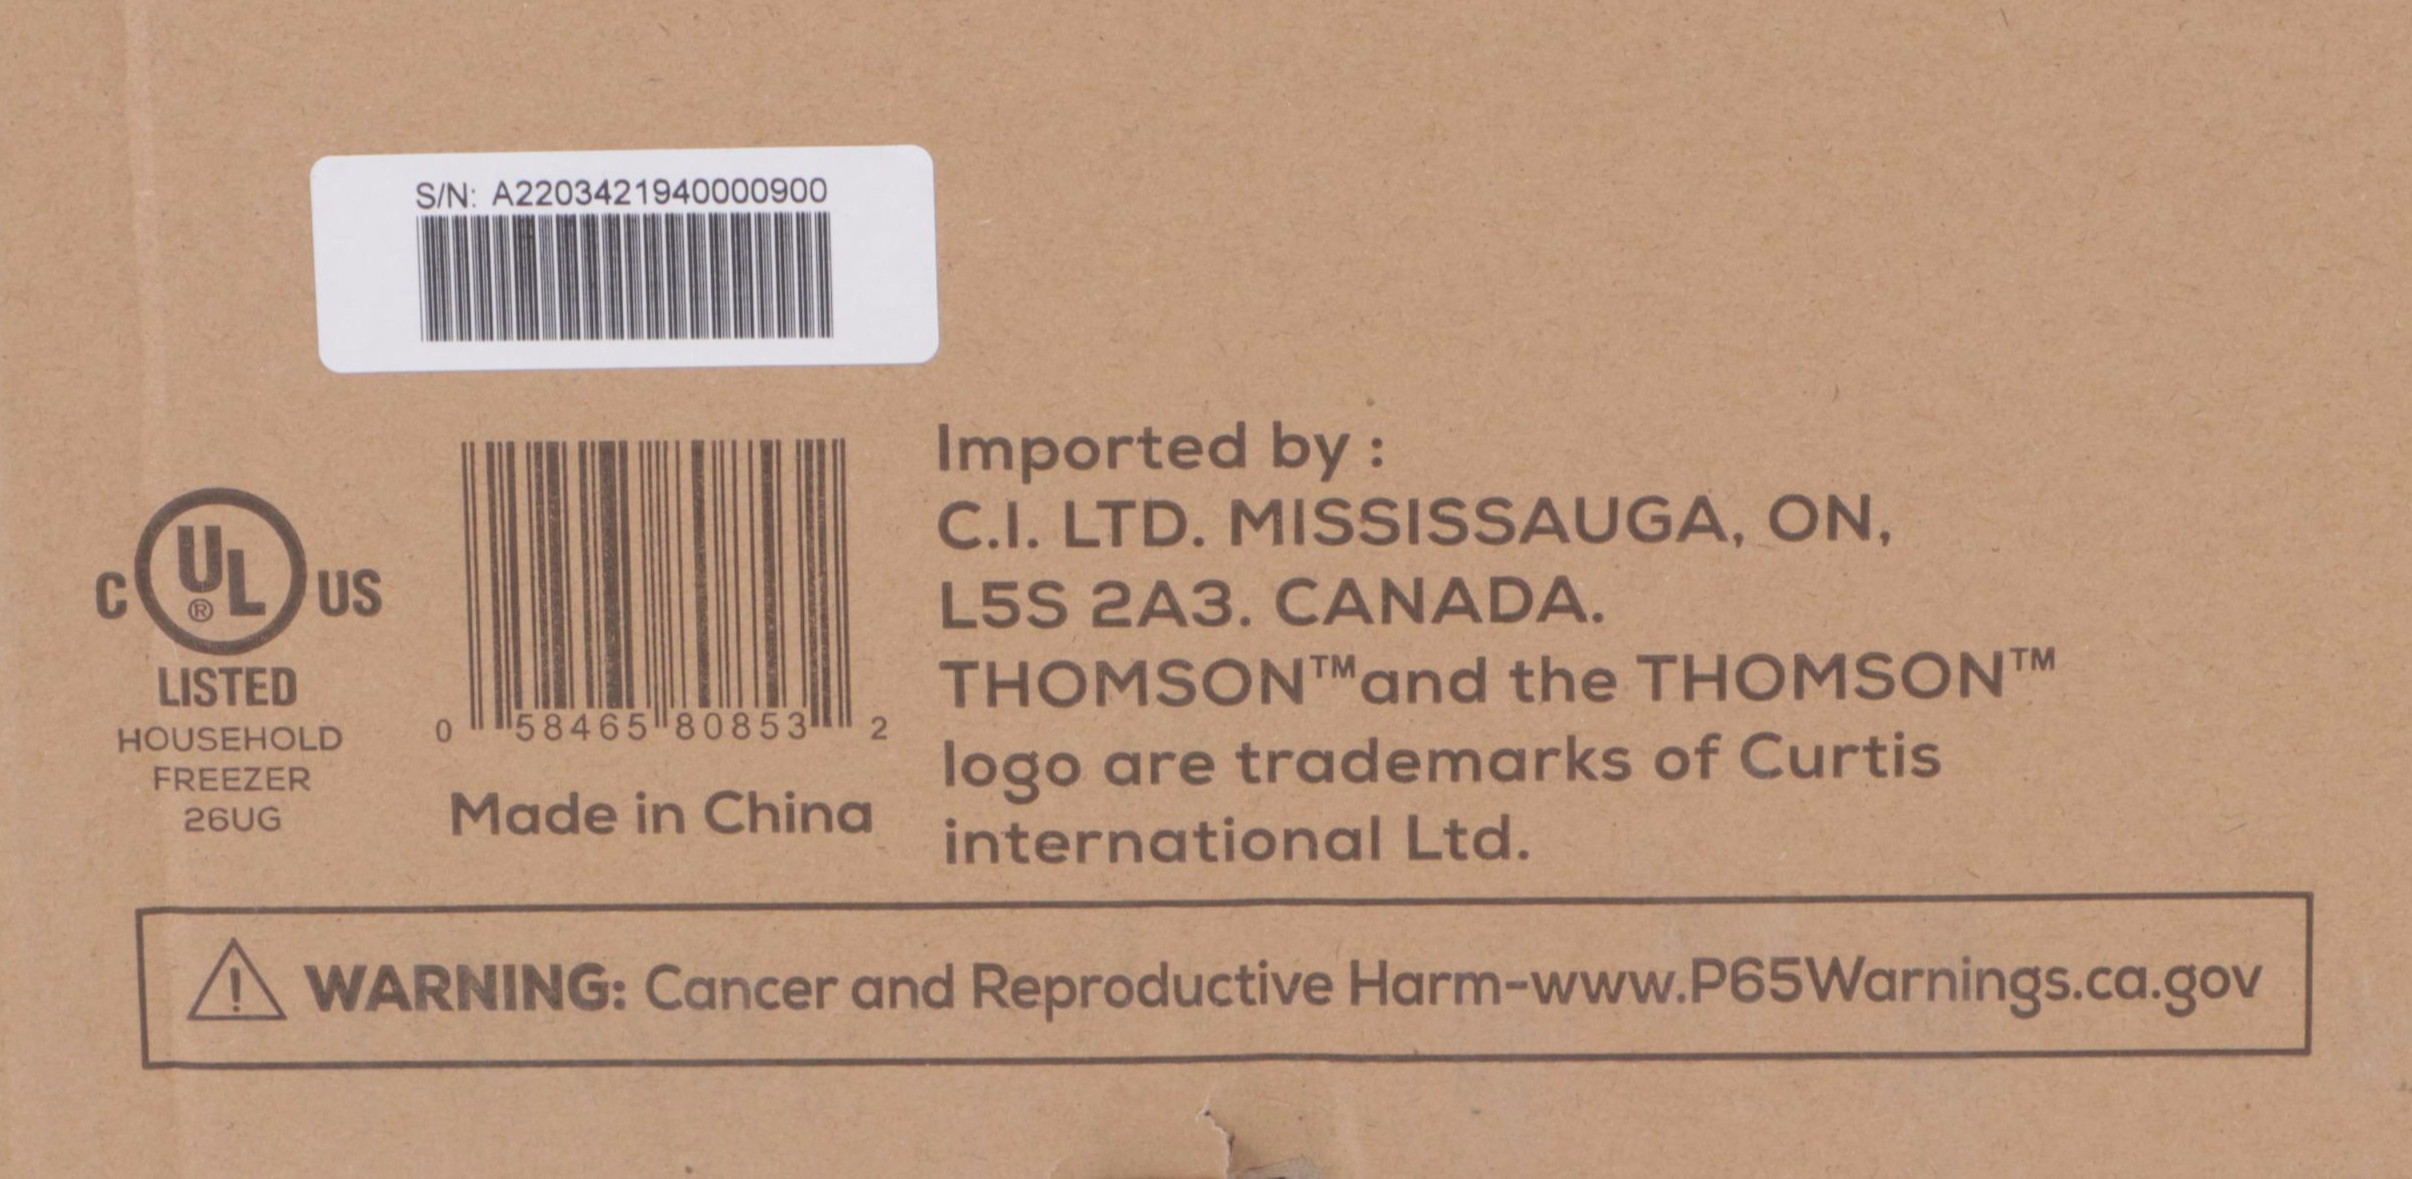 S/N: A2203421940000900
C UL® US
LISTED
HOUSEHOLD
FREEZER
26UG
0 58465 80853 2
Made in China
Imported by :
C.I. LTD. MISSISSAUGA, ON,
L5S 2A3. CANADA.
THOMSON™and the THOMSON™
logo are trademarks of Curtis
international Ltd.
WARNING: Cancer and Reproductive Harm-www.P65Warnings.ca.gov